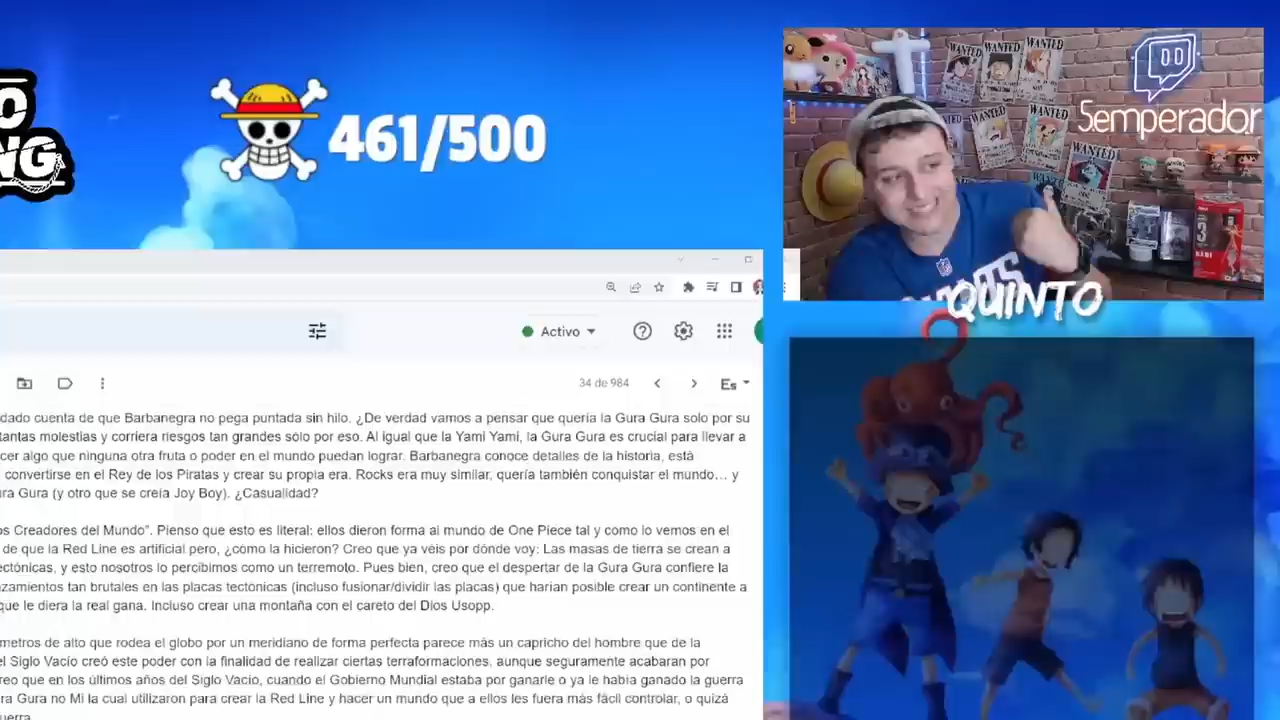 O
NG
461/500
WANTED
WANTED
WANTED
WANTED
WANTED
WANTED
Semperador
QUINTO
Activo
34 de 984
Es
dado cuenta de que Barbanegra no pega puntada sin hilo. ¿De verdad vamos a pensar que quería la Gura Gura solo por su
tantas molestias y corriera riesgos tan grandes sólo por eso. Al igual que la Yami Yami, la Gura Gura es crucial para llevar a
cer algo que ninguna otra fruta o poder en el mundo puedan lograr. Barbanegra conoce detalles de la historia, está
convertirse en el Rey de los Piratas y crear su propia era. Rocks era muy similar, quería también conquistar el mundo... y
ura Gura (y otro que se creía Joy Boy). ¿Casualidad?
os Creadores del Mundo". Pienso que esto es literal: ellos dieron forma al mundo de One Piece tal y como lo vemos en el
de que la Red Line es artificial pero, ¿cómo la hicieron? Creo que ya véis por dónde voy: Las masas de tierra se crean a
ectónicas, y esto nosotros lo percibimos como un terremoto. Pues bien, creo que el despertar de la Gura Gura confiere la
nzamientos tan brutales en las placas tectónicas (incluso fusionar/dividir las placas) que harían posible crear un continente a
que le diera la real gana. Incluso crear una montaña con el careto del Dios Usopp.
metros de alto que rodea el globo por un meridiano de forma perfecta parece más un capricho del hombre que de la
el Siglo Vacío creó este poder con la finalidad de realizar ciertas terraformaciones, aunque seguramente acabaran por
reo que en los últimos años del Siglo Vacío, cuando el Gobierno Mundial estaba por ganarle o ya le había ganado la guerra
ra Gura no Mi la cual utilizaron para crear la Red Line y hacer un mundo que a ellos les fuera más fácil controlar, o quizá
uerra